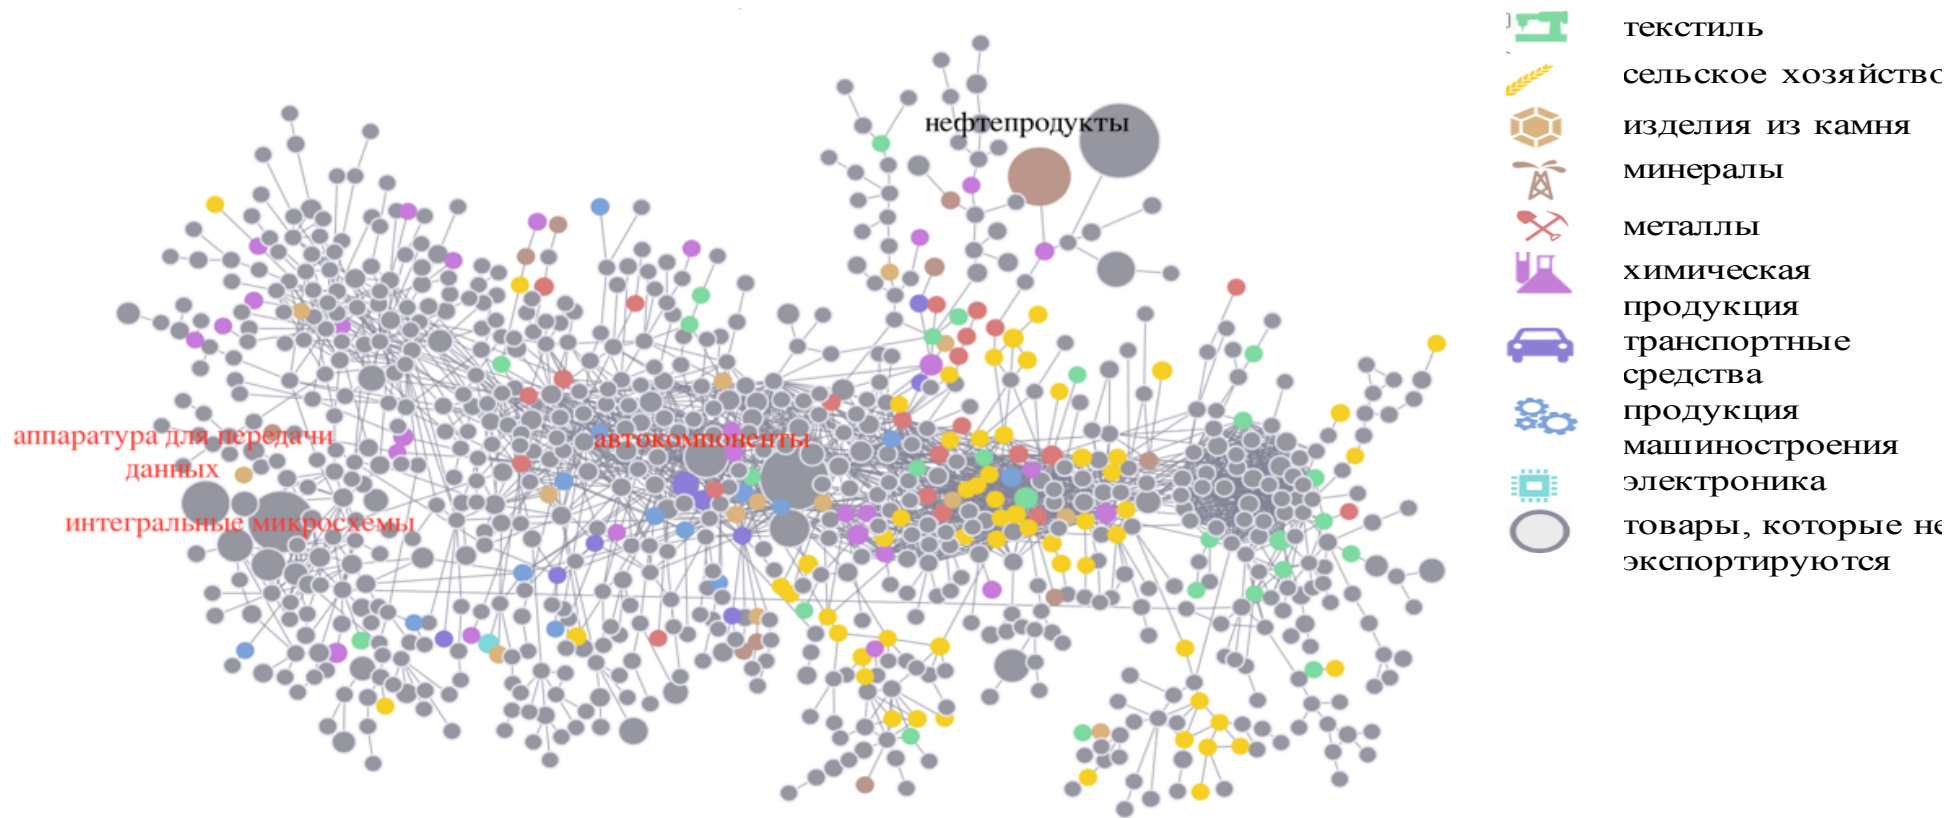 нефтепродукты
аппаратура для передачи
данных
автокомпоненты
интегральные микросхемы
текстиль
сельское хозяйство
изделия из камня
минералы
металлы
химическая
продукция
транспортные
средства
продукция
машиностроения
электроника
товары, которые не
экспортируются